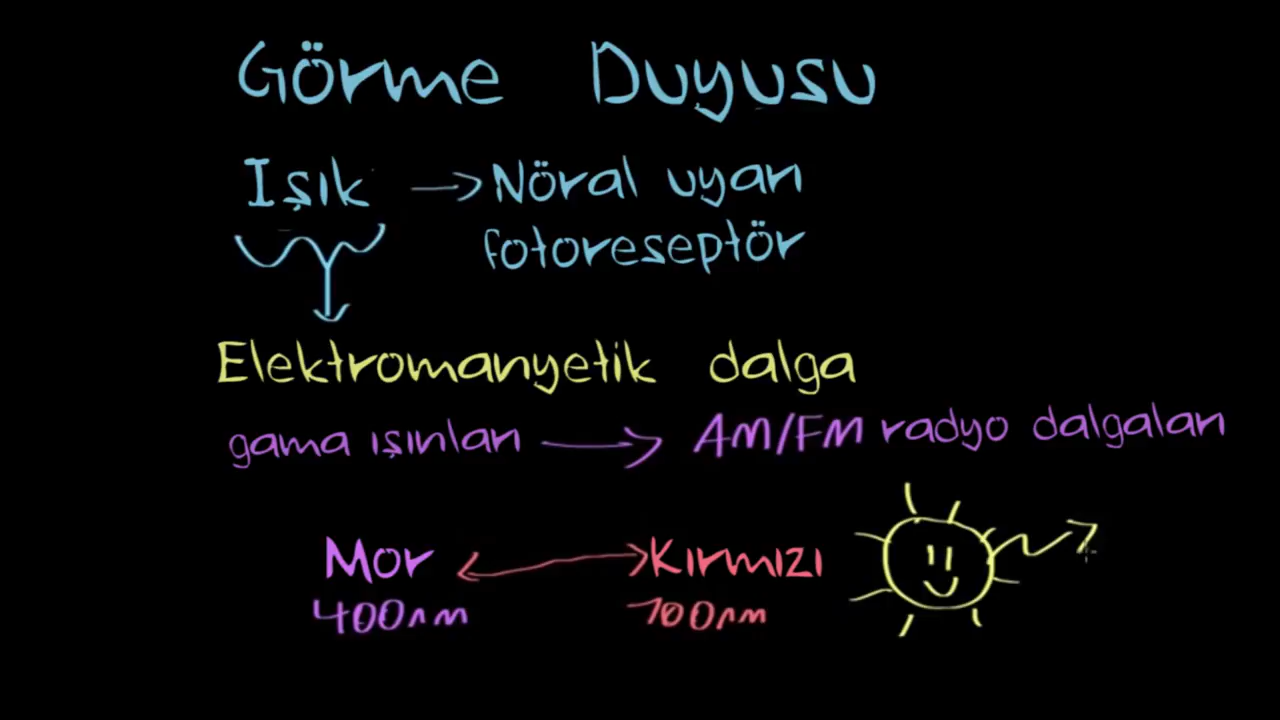 Görme Duyusu
Işık → Nöral uyarı
fotoreseptör
Elektromanyetik dalga
gama ışınları → AM/FM radyo dalgaları
Mor ↔ Kırmızı
400nm 700nm